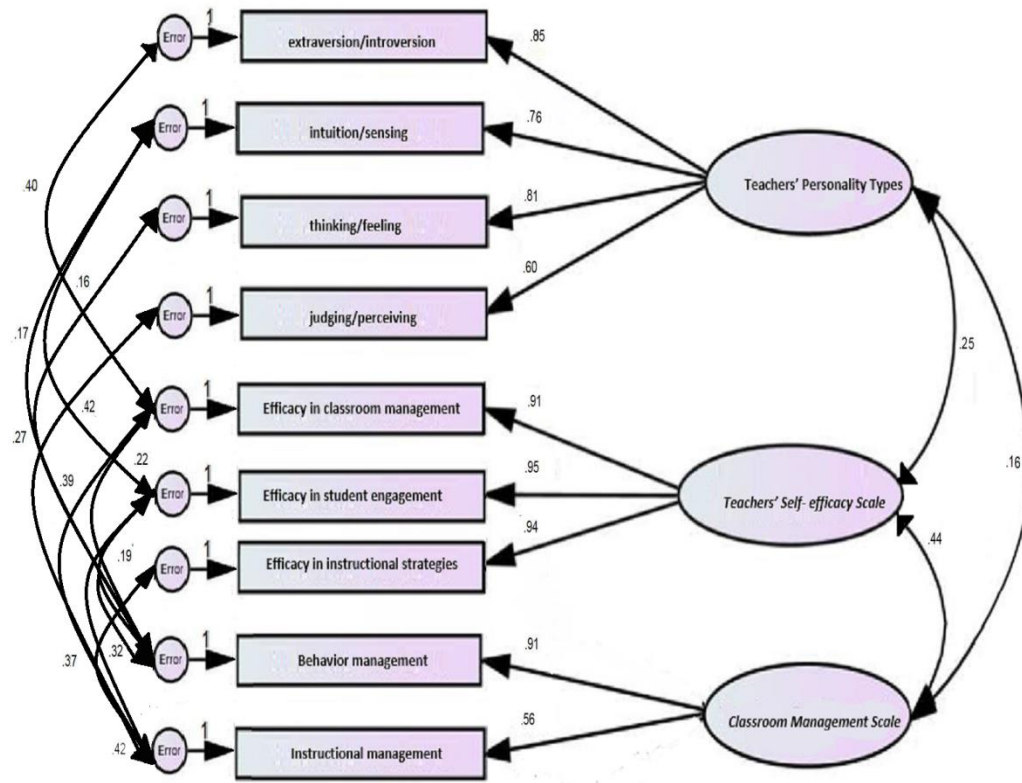 Error
1
extraversion/introversion
.85
Error
1
intuition/sensing
.76
Teachers' Personality Types
Error
1
thinking/feeling
.81
.40
.16
Error
1
judging/perceiving
.60
.17
.25
Error
1
Efficacy in classroom management
.91
.42
.27
.22
.39
Error
1
Efficacy in student engagement
.95
Teachers' Self- efficacy Scale
.16
.19
Error
1
Efficacy in instructional strategies
.94
.44
.37
.32
Error
1
Behavior management
.91
Classroom Management Scale
.42
Error
1
Instructional management
.56